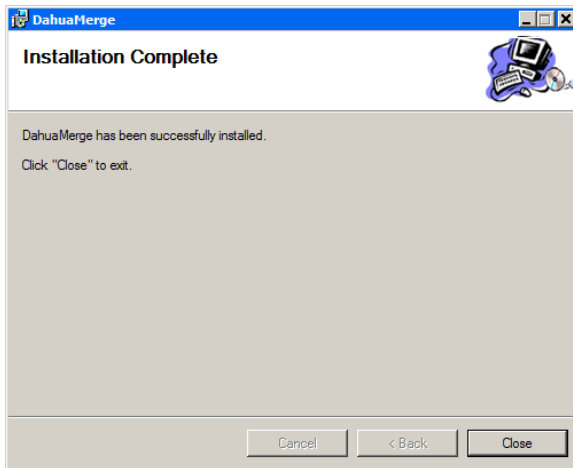 DahuaMerge
Installation Complete
DahuaMerge has been successfully installed.
Click "Close" to exit.
Cancel
< Back
Close